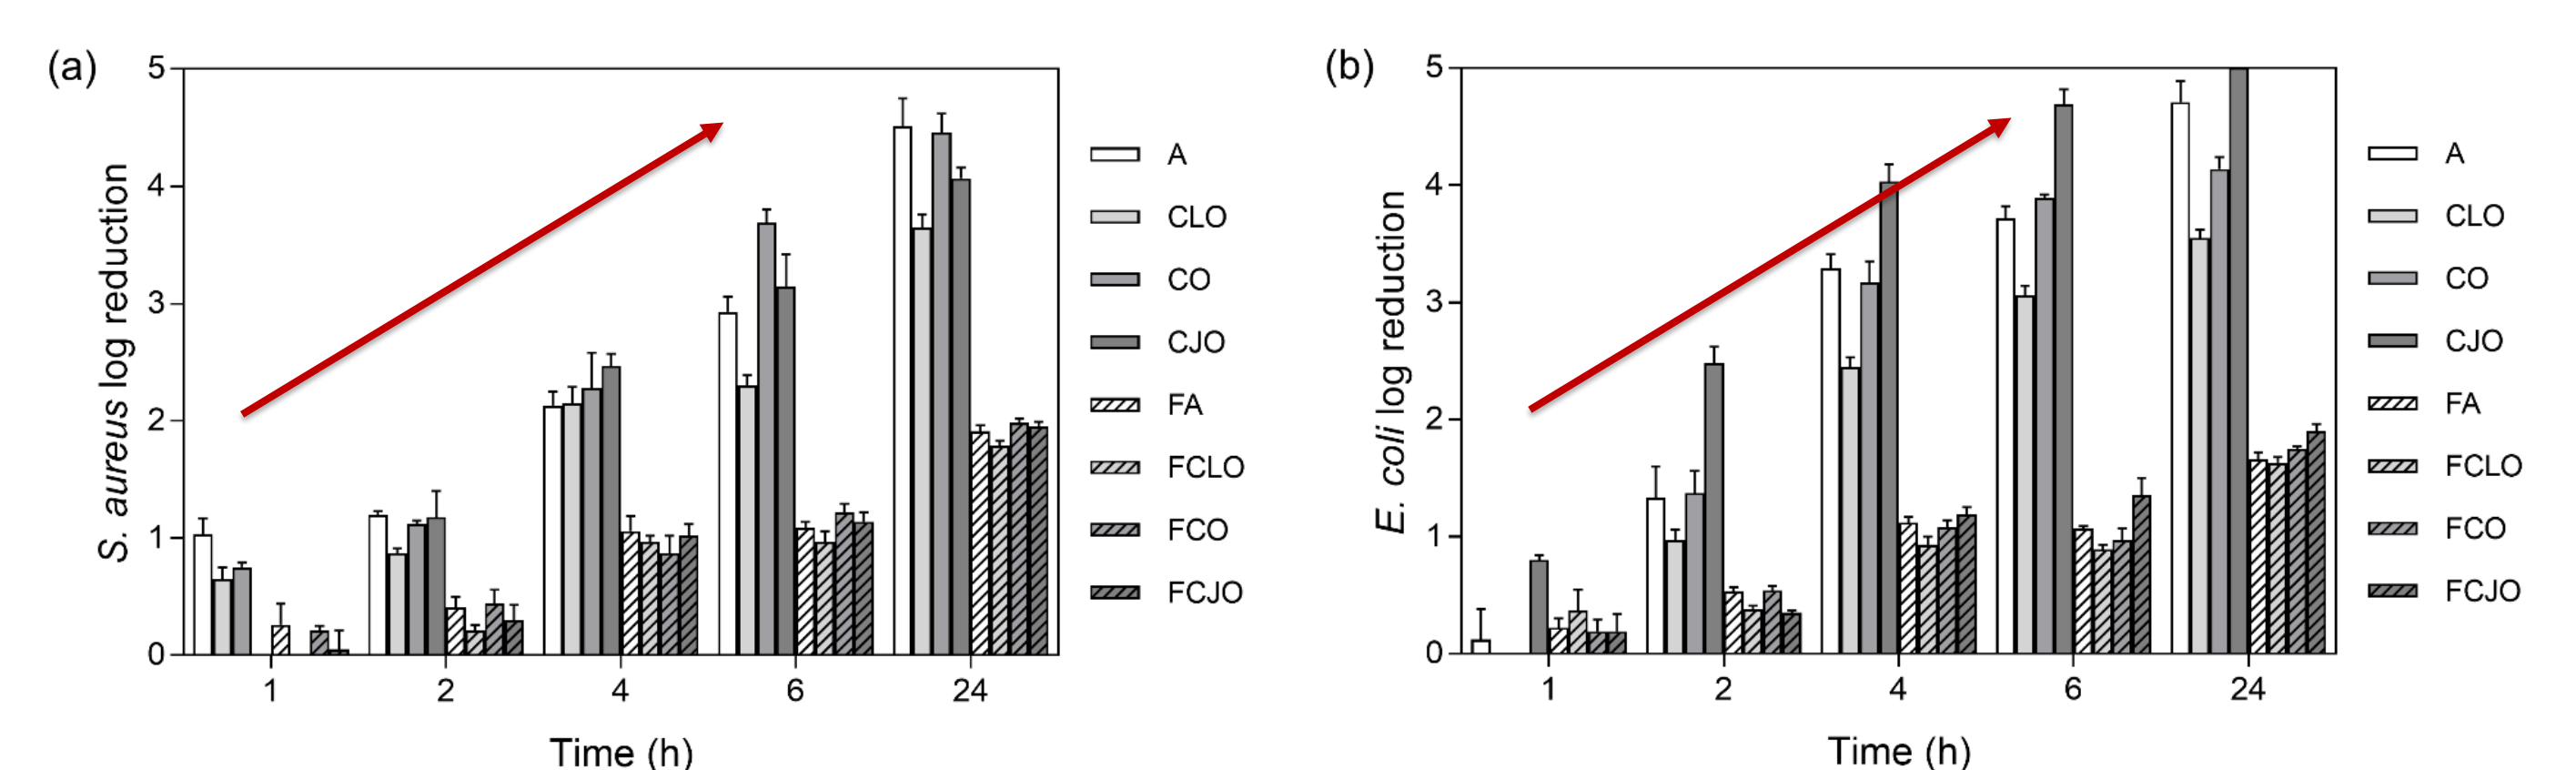 (a)
S. aureus log reduction
5
4
3
2
1
0
1 2 4 6 24
Time (h)
A
CLO
CO
CJO
FA
FCLO
FCO
FCJO
(b)
E. coli log reduction
5
4
3
2
1
0
1 2 4 6 24
Time (h)
A
CLO
CO
CJO
FA
FCLO
FCO
FCJO